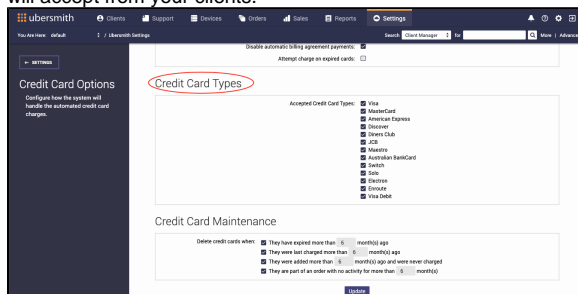 will accept from your clients.
ubersmith Clients Support Devices Orders Sales Reports Settings
You Are Here default / Ubersmith Settings Search Client Manager for More | Advance
Disable automatic billing agreement payments:
← SETTINGS
Attempt charge on expired cards:
Credit Card Options
Configure how the system will
handle the automated credit card
charges.
Credit Card Types
Accepted Credit Card Types: Visa
MasterCard
American Express
Discover
Diners Club
JCB
Maestro
Australian BankCard
Switch
Solo
Electron
Enroute
Visa Debit
Credit Card Maintenance
Delete credit cards when: They have expired more than 6 month(s) ago
They were last charged more than 6 month(s) ago
They were added more than 6 month(s) ago and were never charged
They are part of an order with no activity for more than 6 month(s)
Update